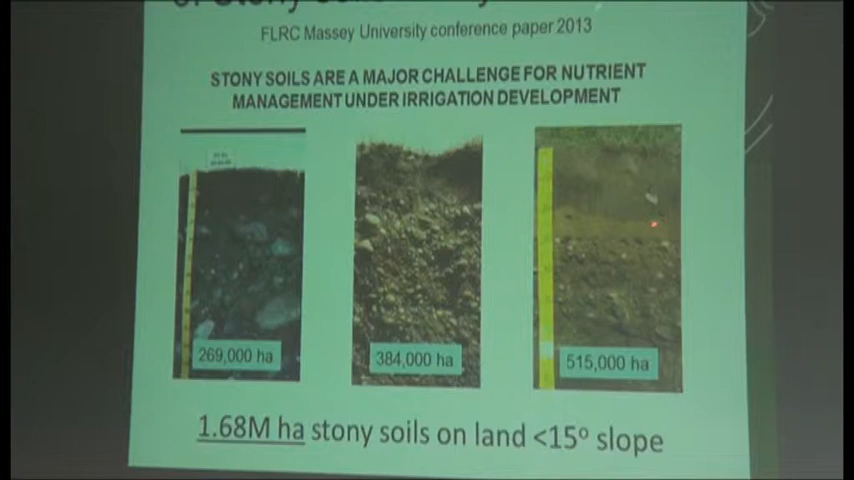 FLRC Massey University conference paper 2013
STONY SOILS ARE A MAJOR CHALLENGE FOR NUTRIENT
MANAGEMENT UNDER IRRIGATION DEVELOPMENT
269,000 ha
384,000 ha
515,000 ha
1.68M ha stony soils on land <15º slope